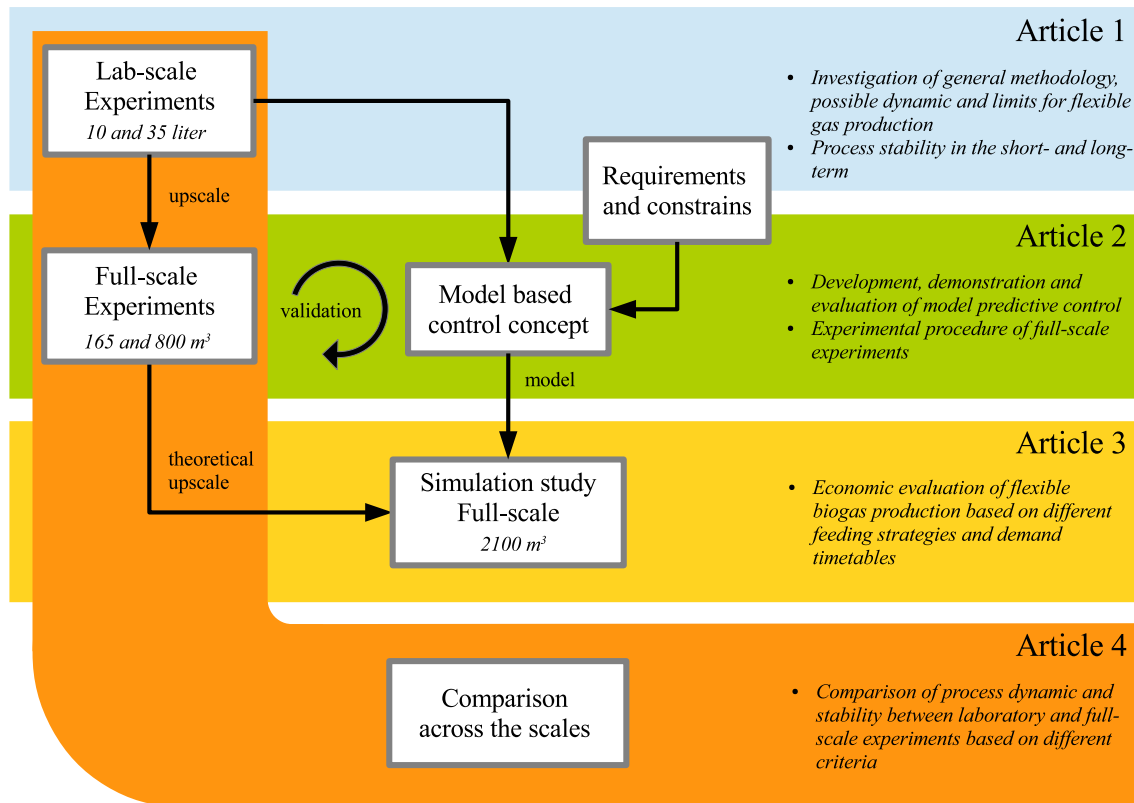 Article 1
Lab-scale
Experiments
10 and 35 liter
• Investigation of general methodology,
possible dynamic and limits for flexible
gas production
• Process stability in the short- and long-
term
Requirements
and constrains
upscale
Article 2
Full-scale
Experiments
165 and 800 m³
validation
Model based
control concept
• Development, demonstration and
evaluation of model predictive control
• Experimental procedure of full-scale
experiments
model
Article 3
theoretical
upscale
Simulation study
Full-scale
2100 m³
• Economic evaluation of flexible
biogas production based on different
feeding strategies and demand
timetables
Article 4
Comparison
across the scales
• Comparison of process dynamic and
stability between laboratory and full-
scale experiments based on different
criteria